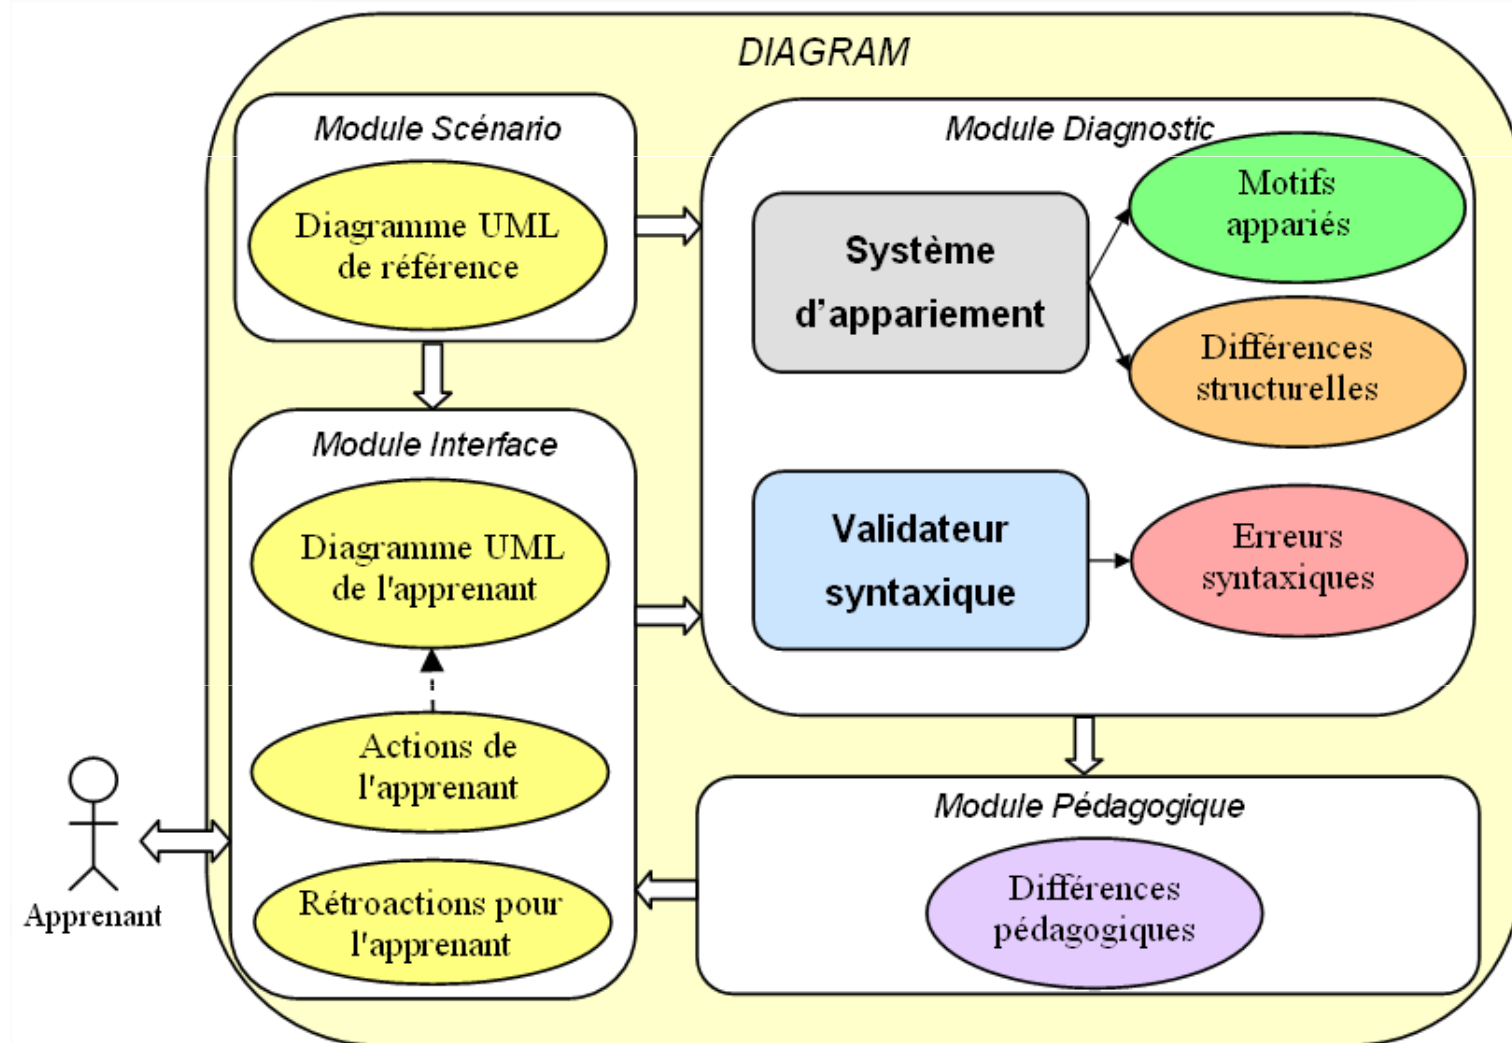 DIAGRAM
Module Scénario
Diagramme UML
de référence
Module Interface
Diagramme UML
de l'apprenant
Actions de
l'apprenant
Rétroactions pour
l'apprenant
Apprenant
Module Diagnostic
Système
d’appariement
Motifs
appariés
Différences
structurelles
Validateur
syntaxique
Erreurs
syntaxiques
Module Pédagogique
Différences
pédagogiques